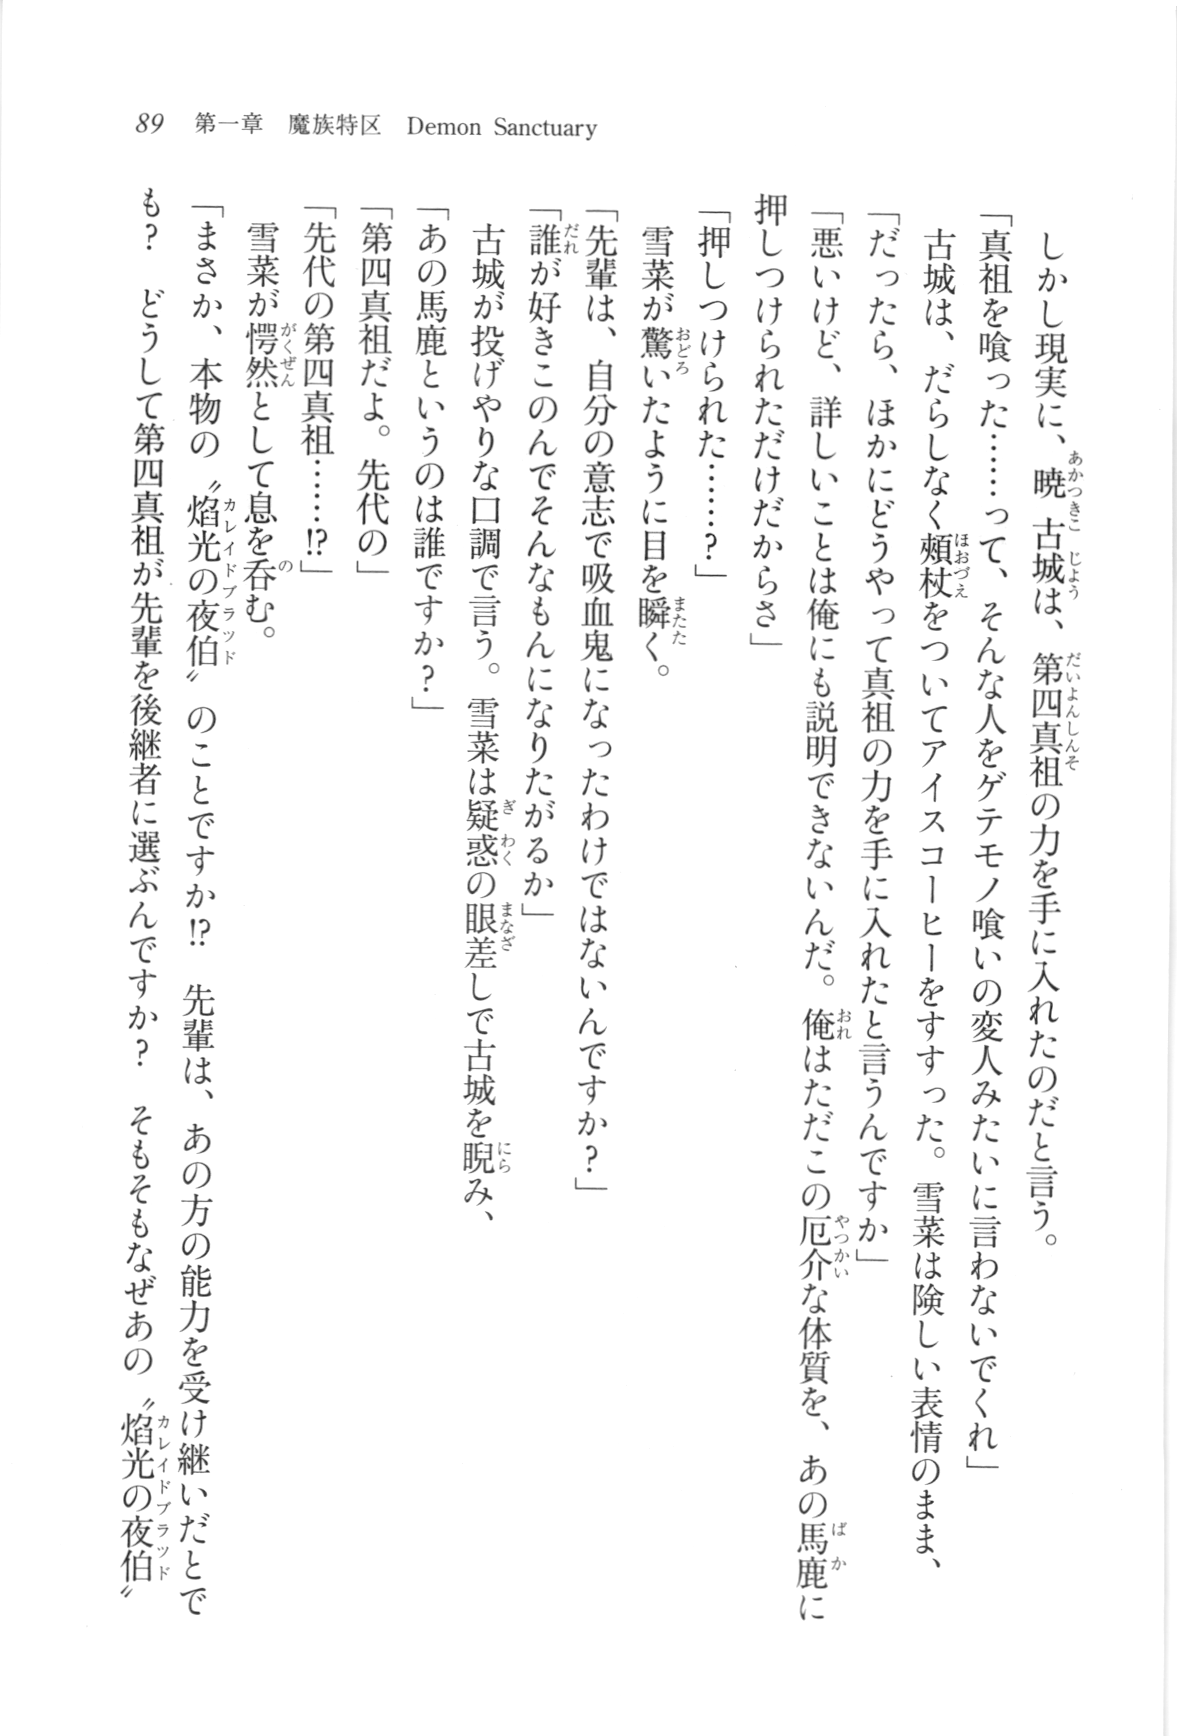 89　第一章　魔族特区　Demon Sanctuary
　しかし現実に、暁古城は、第四真祖の力を手に入れたのだと言う。
「真祖を喰った……って、そんな人をゲテモノ喰いの変人みたいに言わないでくれ」
　古城は、だらしなく頰杖をついてアイスコーヒーをすすった。雪菜は険しい表情のまま、
「だったら、ほかにどうやって真祖の力を手に入れたと言うんですか」
「悪いけど、詳しいことは俺にも説明できないんだ。俺はただこの厄介な体質を、あの馬鹿に
押しつけられただけだからさ」
「押しつけられた……？」
　雪菜が驚いたように目を瞬く。
「先輩は、自分の意志で吸血鬼になったわけではないんですか？」
「誰が好きこのんでそんなもんになりたがるか」
　古城が投げやりな口調で言う。雪菜は疑惑の眼差しで古城を睨み、
「あの馬鹿というのは誰ですか？」
「第四真祖だよ。先代の」
「先代の第四真祖……!?」
　雪菜が愕然として息を呑む。
「まさか、本物の〝焰光の夜伯〟のことですか!?　先輩は、あの方の能力を受け継いだとで
も？　どうして第四真祖が先輩を後継者に選ぶんですか？　そもそもなぜあの〝焰光の夜伯〟